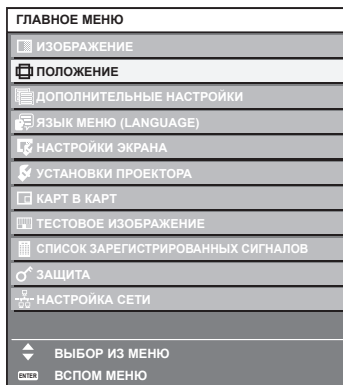 ГЛАВНОЕ МЕНЮ
ИЗОБРАЖЕНИЕ
ПОЛОЖЕНИЕ
ДОПОЛНИТЕЛЬНЫЕ НАСТРОЙКИ
ЯЗЫК МЕНЮ (LANGUAGE)
НАСТРОЙКИ ЭКРАНА
УСТАНОВКИ ПРОЕКТОРА
КАРТ В КАРТ
ТЕСТОВОЕ ИЗОБРАЖЕНИЕ
СПИСОК ЗАРЕГИСТРИРОВАННЫХ СИГНАЛОВ
ЗАЩИТА
НАСТРОЙКА СЕТИ
ВЫБОР ИЗ МЕНЮ
ENTER ВСПОМ МЕНЮ